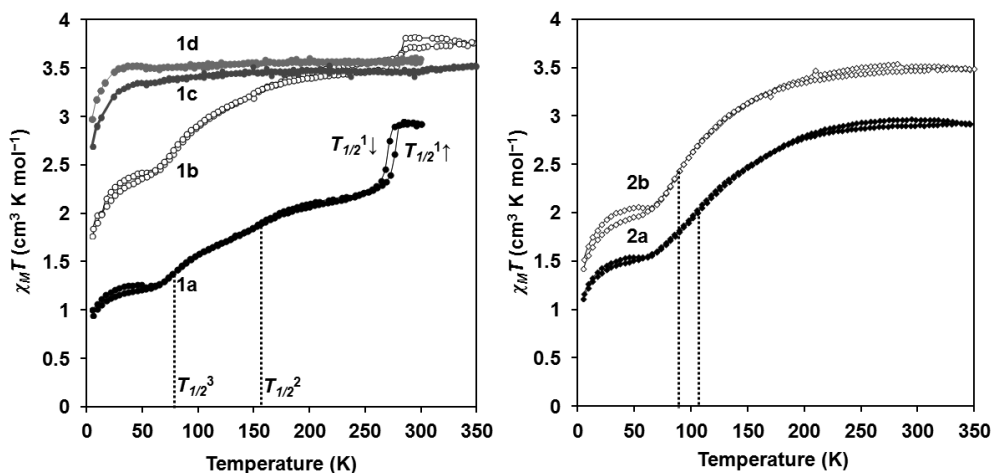 4
3.5
3
2.5
2
1.5
1
0.5
0
χMT (cm³ K mol⁻¹)
1d
1c
1b
1a
T1/2¹↓
T1/2¹↑
T1/2³
T1/2²
0 50 100 150 200 250 300 350
Temperature (K)
4
3.5
3
2.5
2
1.5
1
0.5
0
χMT (cm³ K mol⁻¹)
2b
2a
0 50 100 150 200 250 300 350
Temperature (K)